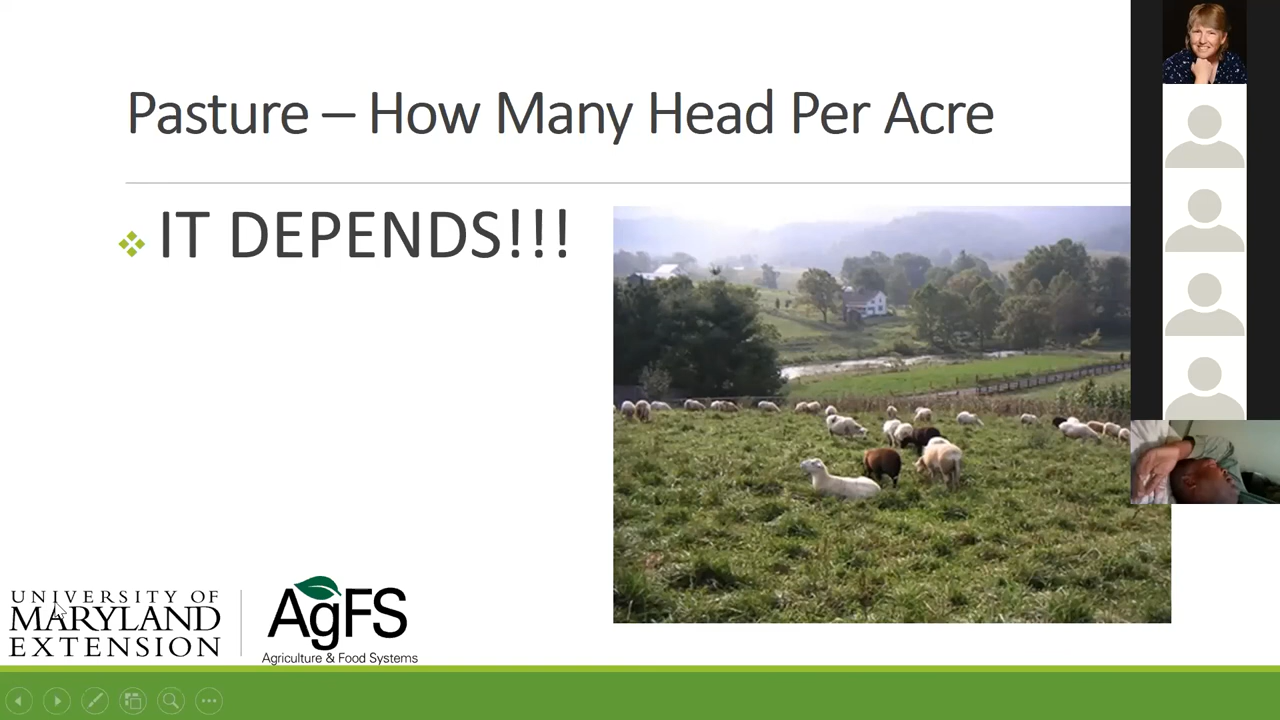 Pasture – How Many Head Per Acre
IT DEPENDS!!!
UNIVERSITY OF
MARYLAND
EXTENSION
AgFS
Agriculture & Food Systems